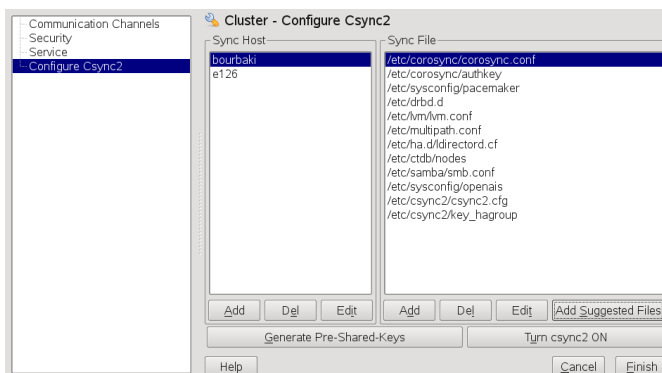 Communication Channels
Security
Service
Configure Csync2
Cluster - Configure Csync2
Sync Host
bourbaki
e126
Sync File
/etc/corosync/corosync.conf
/etc/corosync/authkey
/etc/sysconfig/pacemaker
/etc/drbd.d
/etc/lvm/lvm.conf
/etc/multipath.conf
/etc/ha.d/ldirectord.cf
/etc/ctdb/nodes
/etc/samba/smb.conf
/etc/sysconfig/openais
/etc/csync2/csync2.cfg
/etc/csync2/key_hagroup
Add Del Edit Add Del Edit Add Suggested Files
Generate Pre-Shared-Keys Turn csync2 ON
Help Cancel Finish